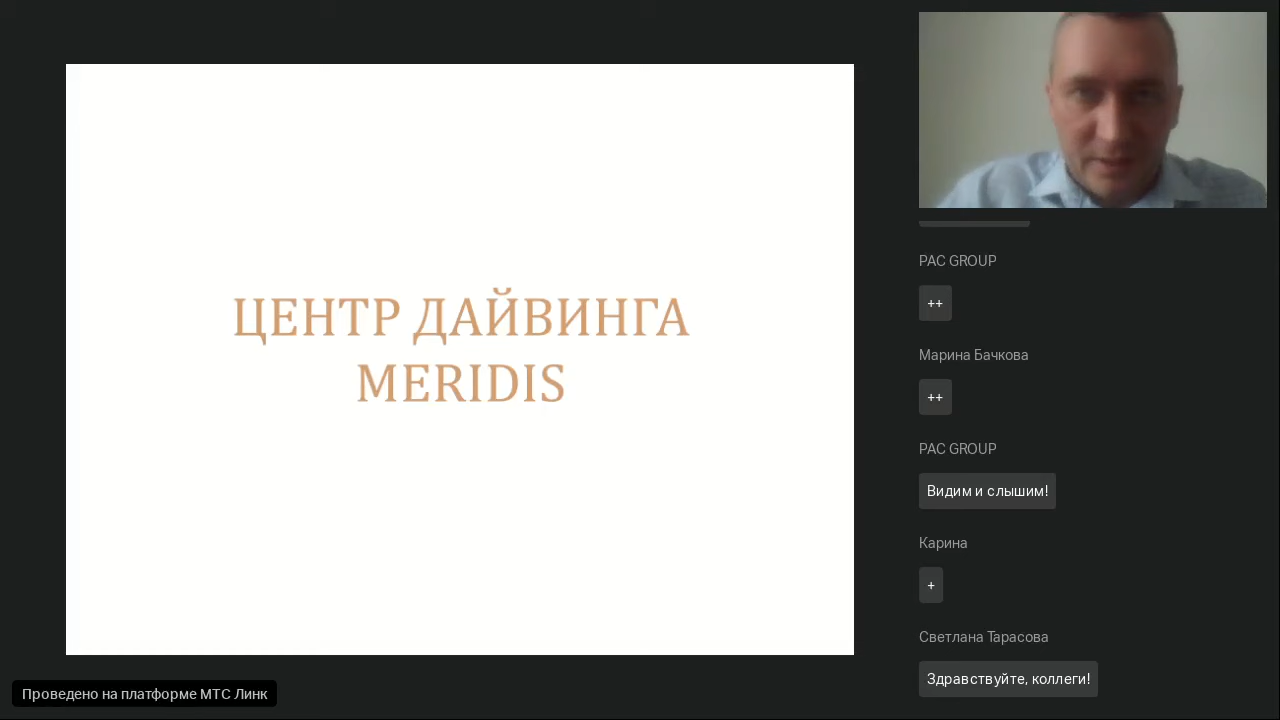 ЦЕНТР ДАЙВИНГА
MERIDIS
PAC GROUP
++
Марина Бачкова
++
PAC GROUP
Видим и слышим!
Карина
+
Светлана Тарасова
Здравствуйте, коллеги!
Проведено на платформе МТС Линк